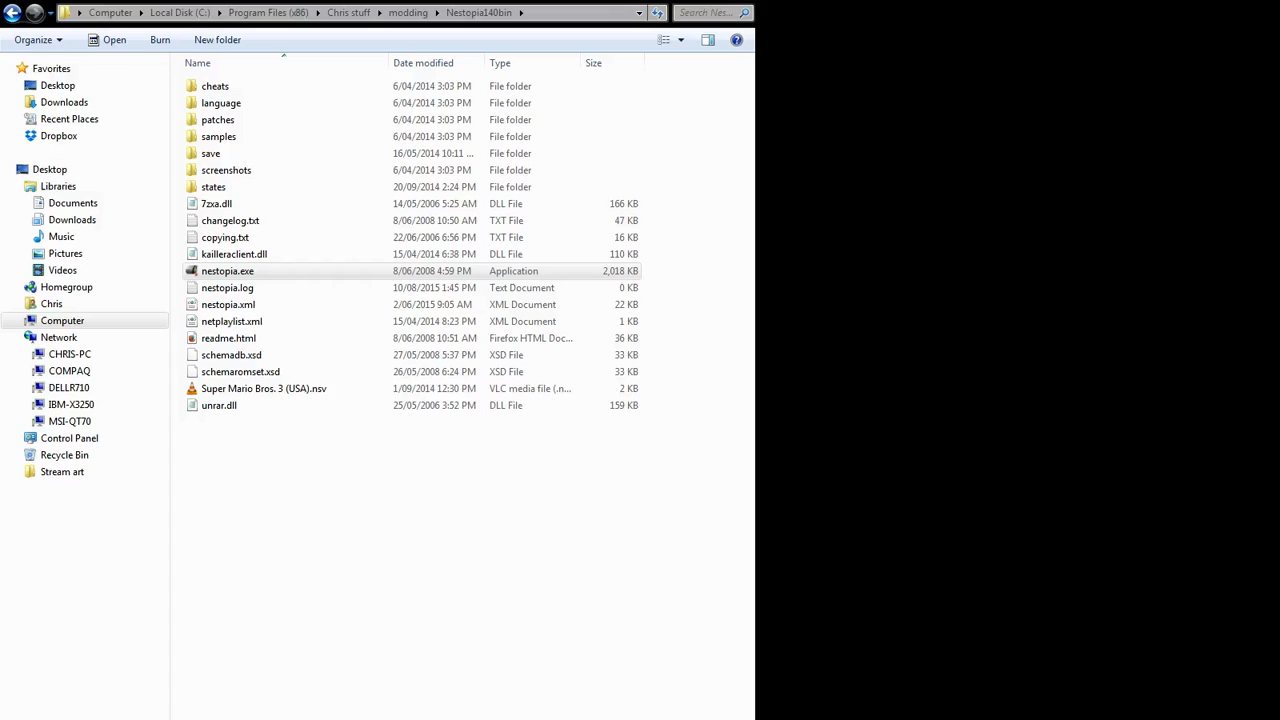 Computer Local Disk (C:) Program Files (x86) Chris stuff modding Nestopia140bin Search Nes...
Organize Open Burn New folder
Name Date modified Type Size
Favorites
Desktop
Downloads
Recent Places
Dropbox
Desktop
Libraries
Documents
Downloads
Music
Pictures
Videos
Homegroup
Chris
Computer
Network
CHRIS-PC
COMPAQ
DELLR710
IBM-X3250
MSI-QT70
Control Panel
Recycle Bin
Stream art
cheats 6/04/2014 3:03 PM File folder
language 6/04/2014 3:03 PM File folder
patches 6/04/2014 3:03 PM File folder
samples 6/04/2014 3:03 PM File folder
save 16/05/2014 10:11 ... File folder
screenshots 6/04/2014 3:03 PM File folder
states 20/09/2014 2:24 PM File folder
7zxa.dll 14/05/2006 5:25 AM DLL File 166 KB
changelog.txt 8/06/2008 10:50 AM TXT File 47 KB
copying.txt 22/06/2006 6:56 PM TXT File 16 KB
kailleraclient.dll 15/04/2014 6:38 PM DLL File 110 KB
nestopia.exe 8/06/2008 4:59 PM Application 2,018 KB
nestopia.log 10/08/2015 1:45 PM Text Document 0 KB
nestopia.xml 2/06/2015 9:05 AM XML Document 22 KB
netplaylist.xml 15/04/2014 8:23 PM XML Document 1 KB
readme.html 8/06/2008 10:51 AM Firefox HTML Doc... 36 KB
schemadb.xsd 27/05/2008 5:37 PM XSD File 33 KB
schemaromset.xsd 26/05/2008 6:24 PM XSD File 33 KB
Super Mario Bros. 3 (USA).nsv 1/09/2014 12:30 PM VLC media file (.n... 2 KB
unrar.dll 25/05/2006 3:52 PM DLL File 159 KB